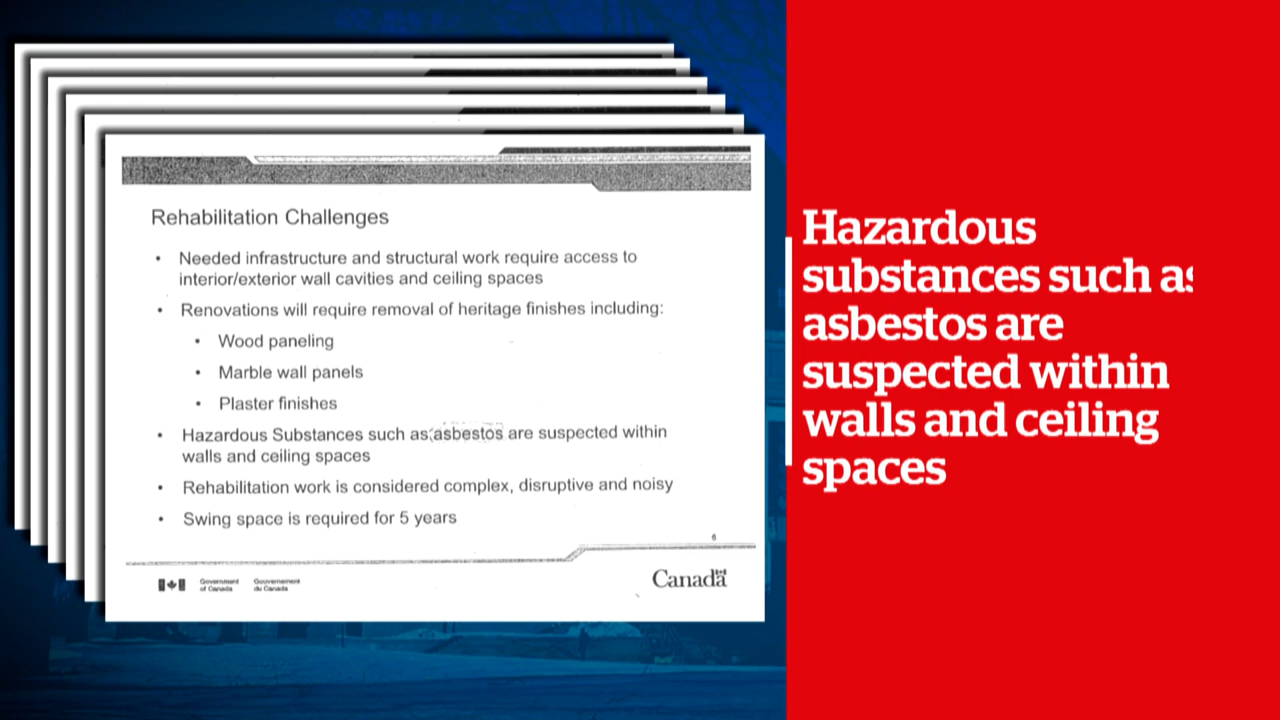 Rehabilitation Challenges
• Needed infrastructure and structural work require access to
interior/exterior wall cavities and ceiling spaces
• Renovations will require removal of heritage finishes including:
• Wood paneling
• Marble wall panels
• Plaster finishes
• Hazardous Substances such as asbestos are suspected within
walls and ceiling spaces
• Rehabilitation work is considered complex, disruptive and noisy
• Swing space is required for 5 years
6
Government
of Canada
Gouvernement
du Canada
Canada
Hazardous
substances such as
asbestos are
suspected within
walls and ceiling
spaces